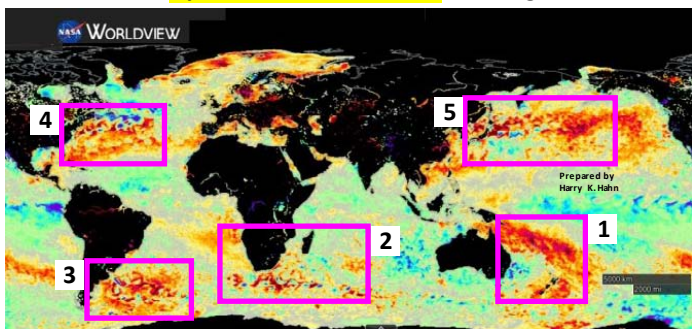 NASA WORLDVIEW
4
5
Prepared by
Harry K. Hahn
1
2
3
5000 km
2000 mi